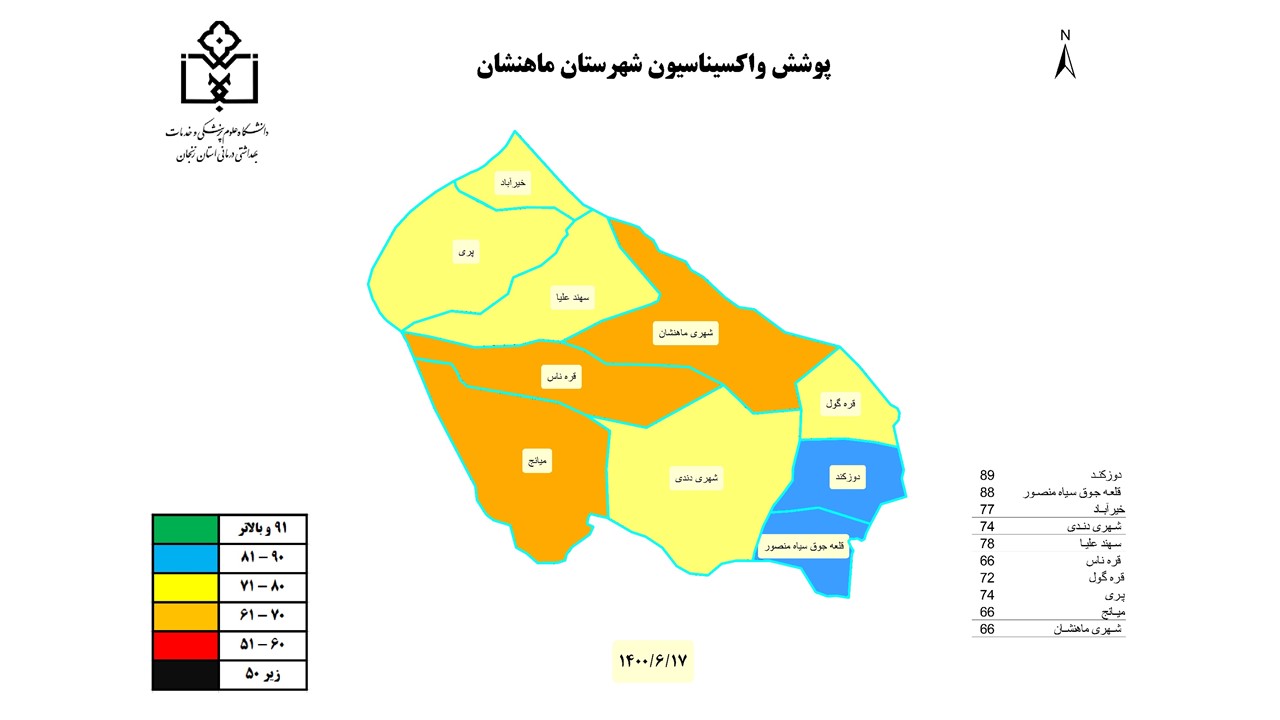 پوشش واکسیناسیون شهرستان ماهنشان
N
دانشگاه علوم پزشکی و خدمات
بهداشتی درمانی استان زنجان
خیرآباد
پری
سهند علیا
شهری ماهنشان
قره ناس
قره گول
میانج
شهری دندی
دوزکند
قلعه جوق سیاه منصور
دوزکند 89
قلعه جوق سیاه منصور 88
خیرآباد 77
شهری دندی 74
سهند علیا 78
قره ناس 66
قره گول 72
پری 74
میانج 66
شهری ماهنشان 66
۹۱ و بالاتر
۸۱ – ۹۰
۷۱ – ۸۰
۶۱ – ۷۰
۵۱ – ۶۰
زیر ۵۰
۱۴۰۰/۶/۱۷